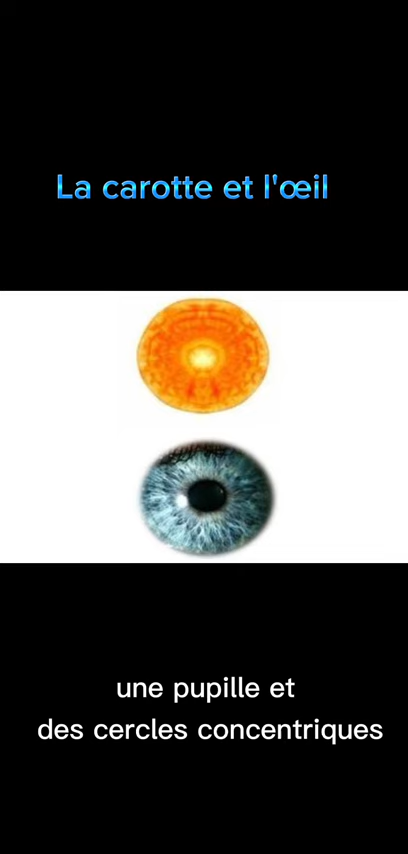 La carotte et l'œil
une pupille et
des cercles concentriques